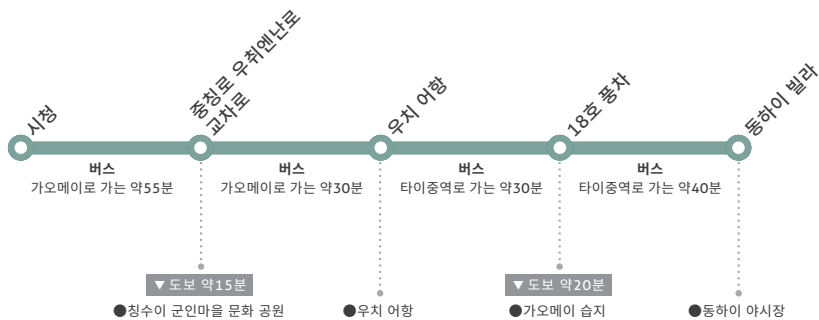 시청
중칭로 우취엔난로
교차로
우치 어항
18호 풍차
동하이 빌라
버스
가오메이로 가는 약55분
버스
가오메이로 가는 약30분
버스
타이중역로 가는 약30분
버스
타이중역로 가는 약40분
▼도보 약15분
●칭수이 군인마을 문화 공원
●우치 어항
▼도보 약20분
●가오메이 습지
●동하이 야시장